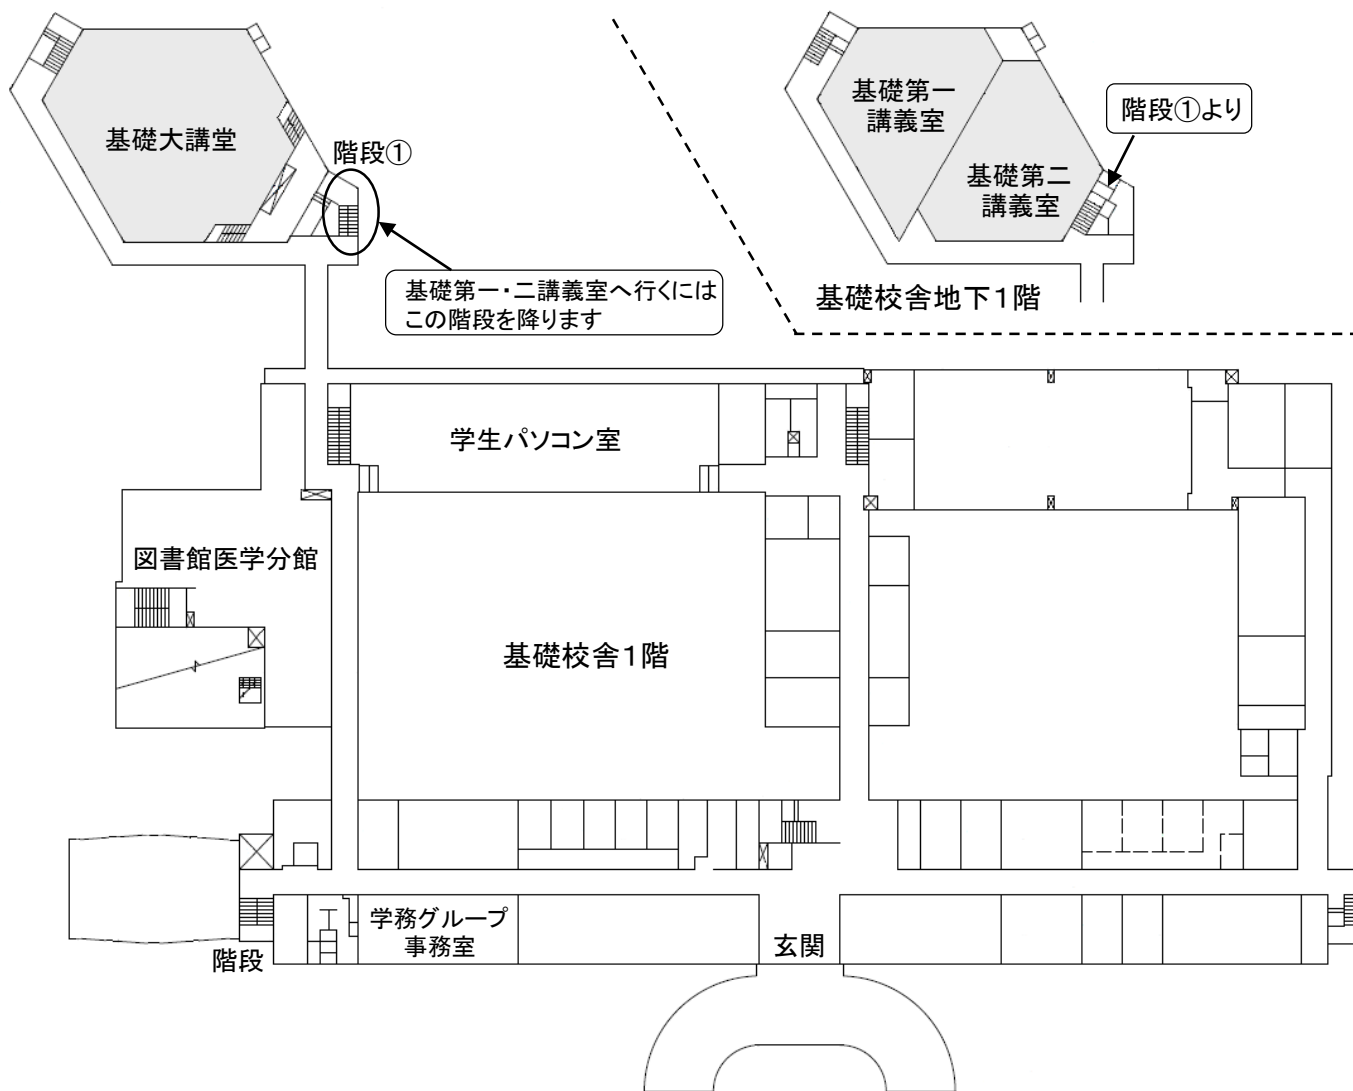 基礎大講堂
階段①
基礎第一・二講義室へ行くには
この階段を降ります
基礎第一
講義室
基礎第二
講義室
階段①より
基礎校舎地下1階
学生パソコン室
図書館医学分館
基礎校舎1階
学務グループ
事務室
玄関
階段